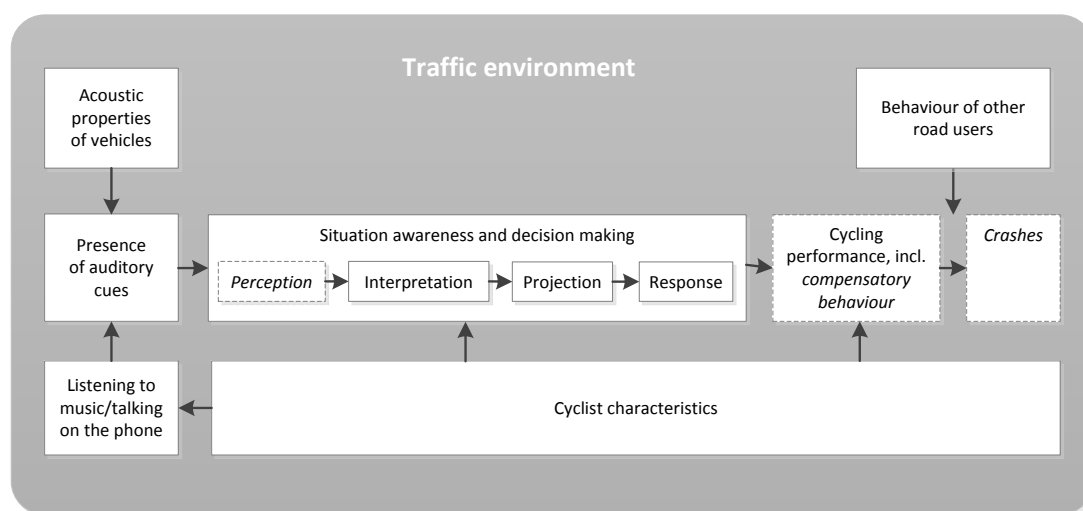 Traffic environment
Acoustic
properties
of vehicles
Behaviour of other
road users
Presence
of auditory
cues
Situation awareness and decision making
Perception
Interpretation
Projection
Response
Cycling
performance, incl.
compensatory
behaviour
Crashes
Listening to
music/talking
on the phone
Cyclist characteristics